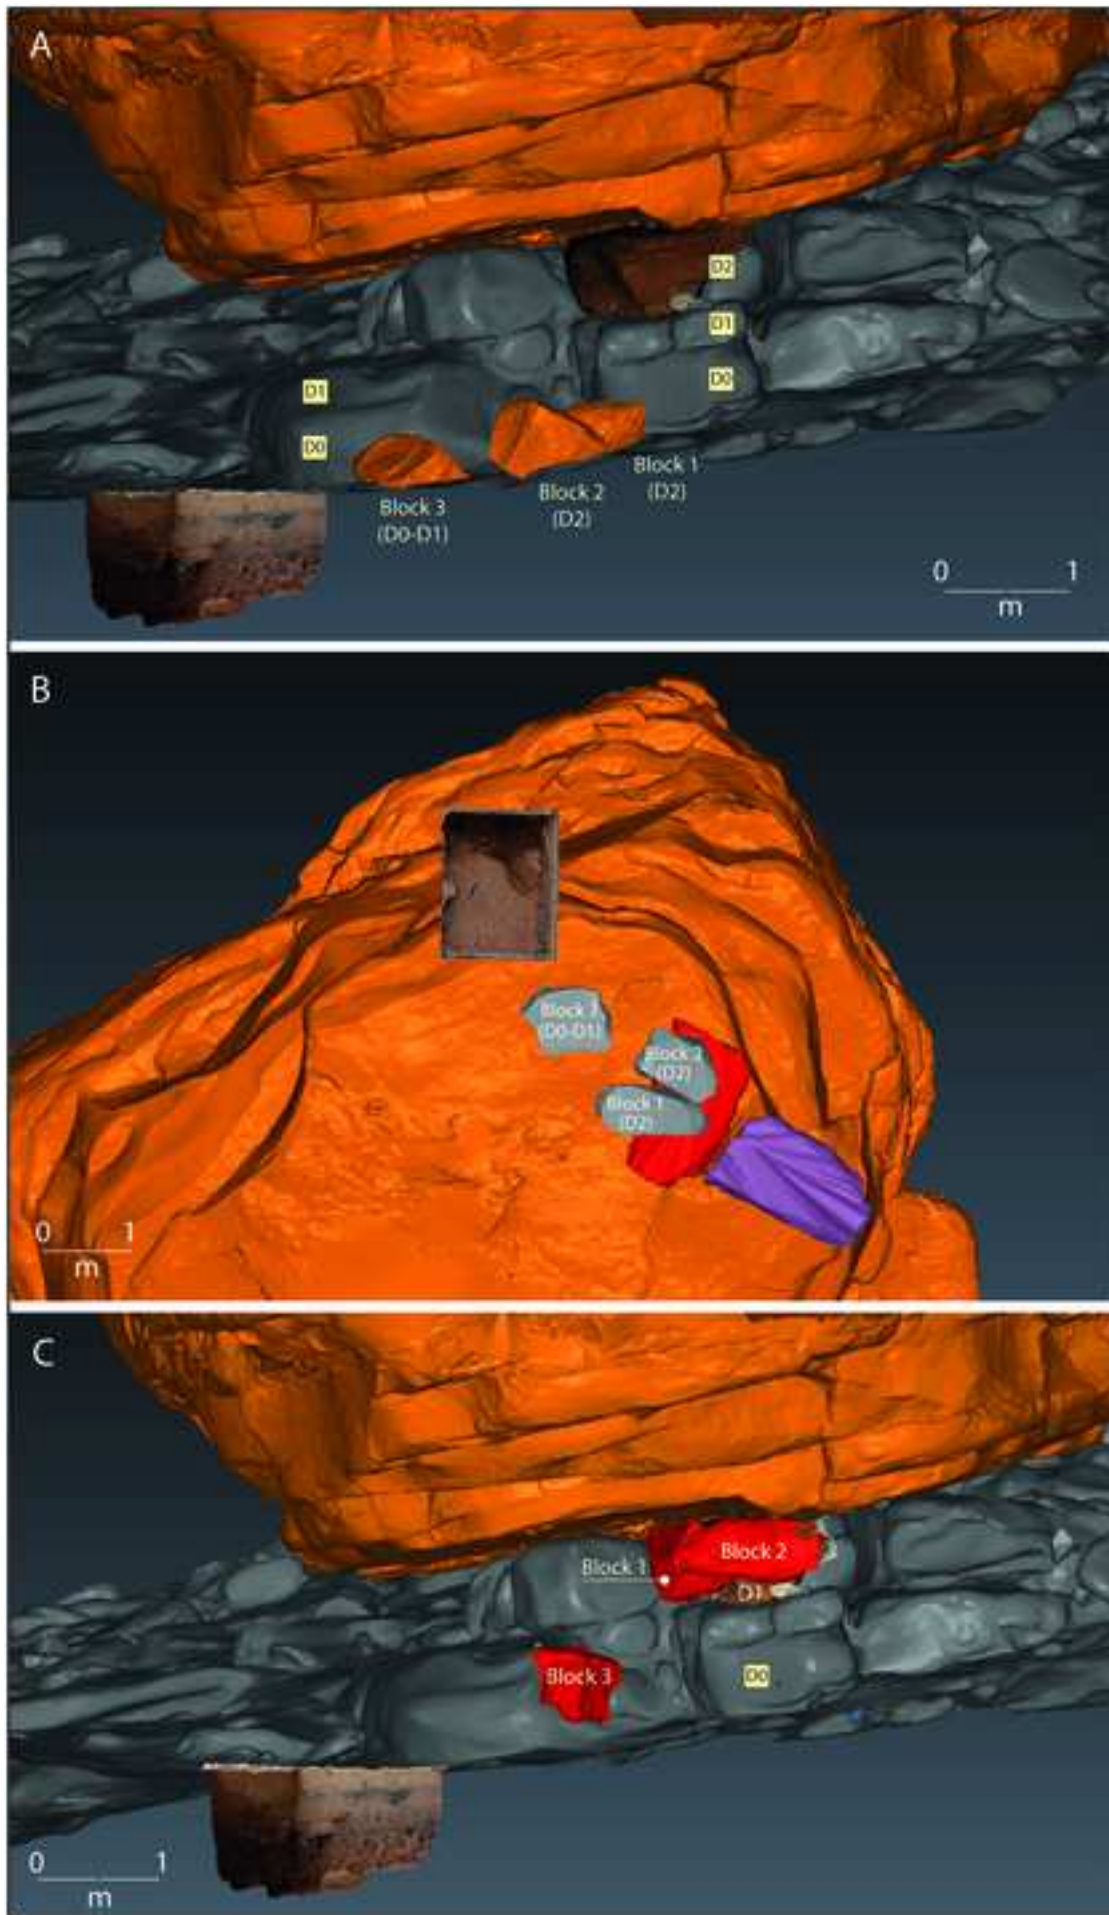 A
D2
D1
D0
D1
D0
Block 1
(D2)
Block 2
(D2)
Block 3
(D0-D1)
0 1
m
B
Block 3
(D0-D1)
Block 2
(D2)
Block 1
(D2)
0 1
m
C
Block 2
Block 1
D1
Block 3
D0
0 1
m